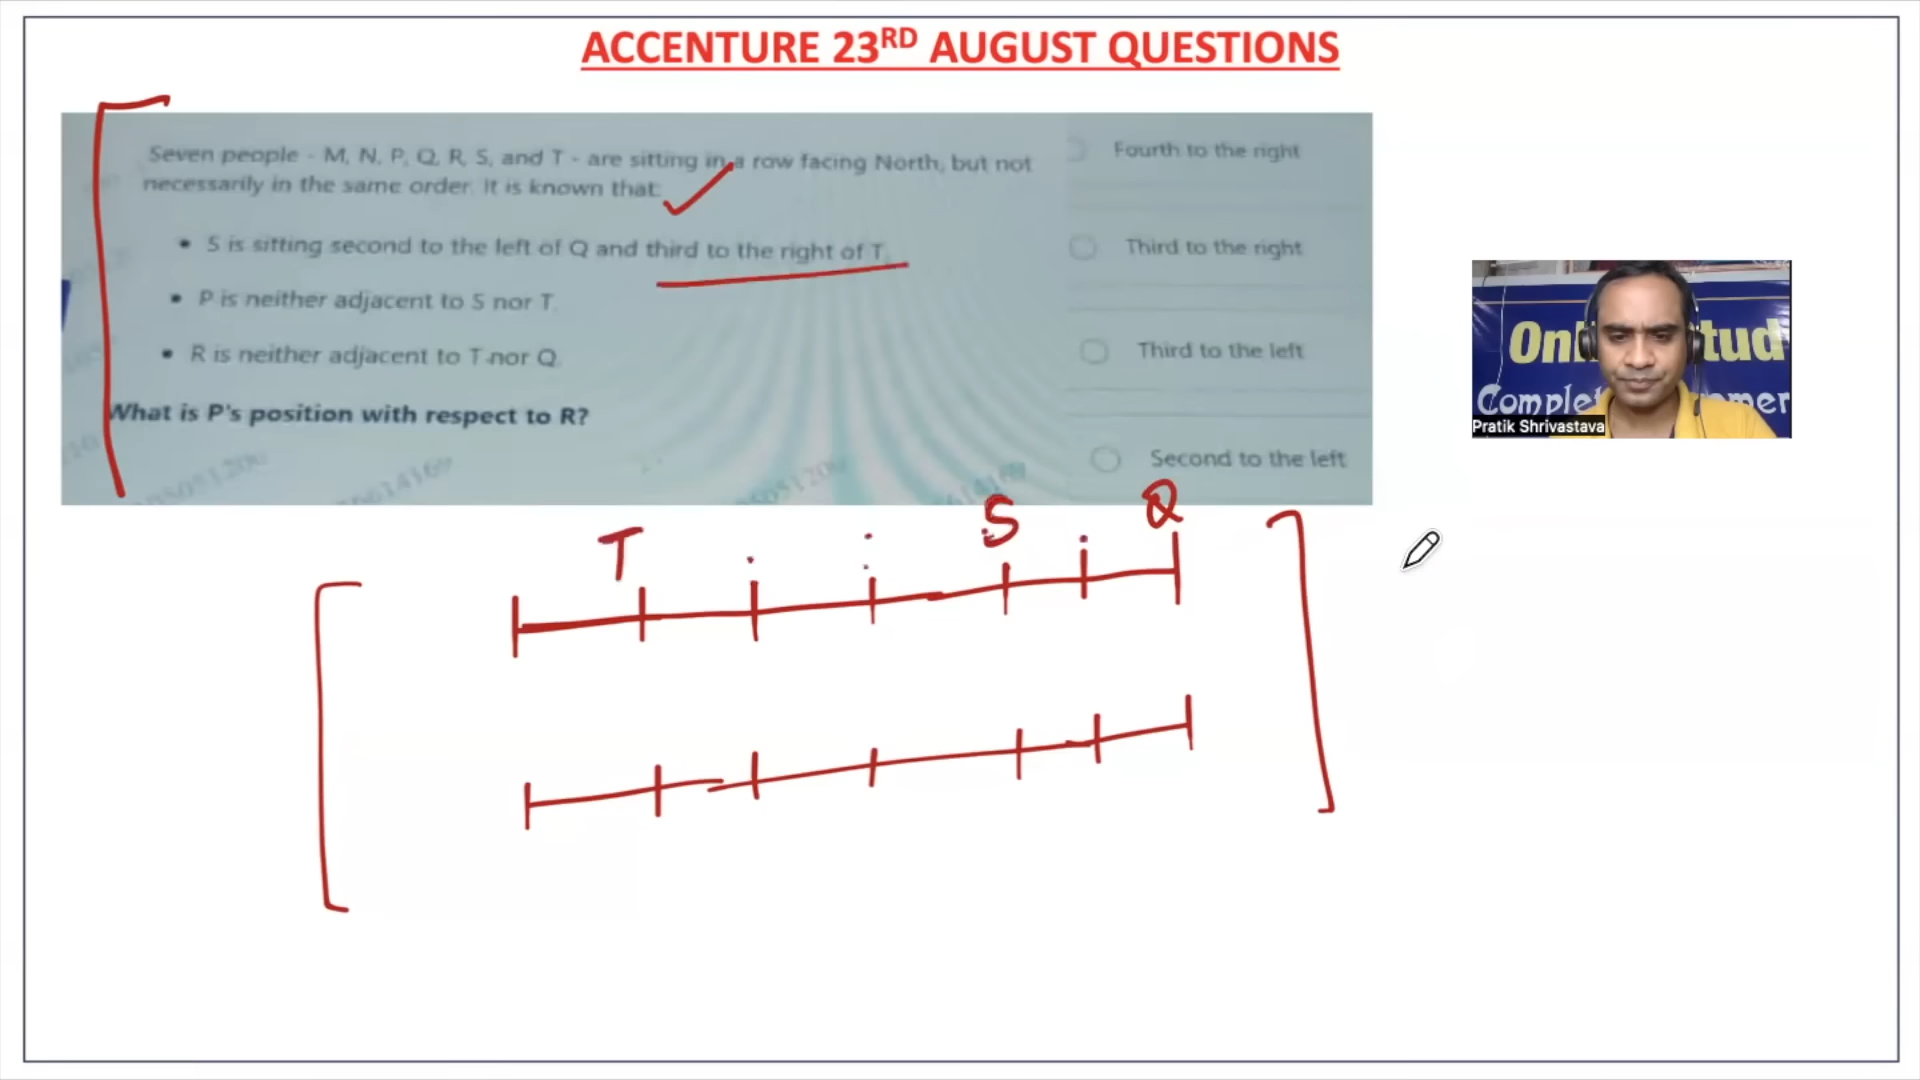 ACCENTURE 23RD AUGUST QUESTIONS
Seven people - M, N, P, Q, R, S, and T - are sitting in a row facing North, but not
necessarily in the same order. It is known that:
• S is sitting second to the left of Q and third to the right of T.
• P is neither adjacent to S nor T.
• R is neither adjacent to T nor Q.
What is P's position with respect to R?
Fourth to the right
Third to the right
Third to the left
Second to the left
Pratik Shrivastava
T S Q